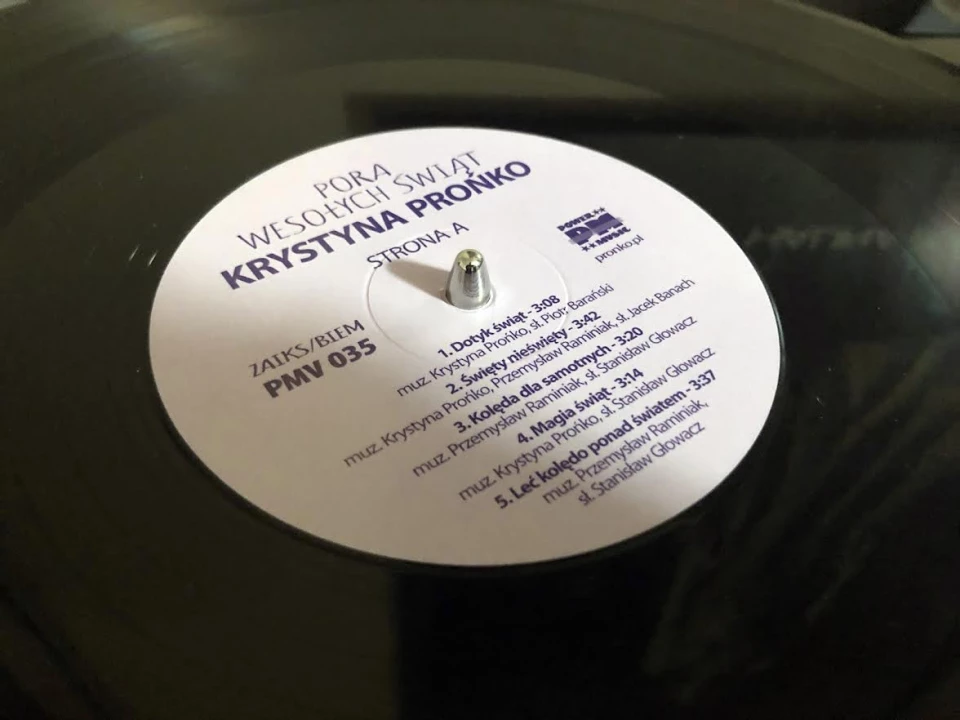 PORA
WESOŁYCH ŚWIĄT
KRYSTYNA PROŃKO
STRONA A
POWER
PM
MUSIC
pronko.pl
ZAIKS/BIEM
PMV 035
1. Dotyk świąt - 3:08
muz. Krystyna Prońko, sł. Piotr Barański
2. Święty nieświęty - 3:42
muz. Krystyna Prońko, Przemysław Raminiak, sł. Jacek Banach
3. Kolęda dla samotnych - 3:20
muz. Przemysław Raminiak, sł. Stanisław Głowacz
4. Magia świąt - 3:14
muz. Krystyna Prońko, sł. Stanisław Głowacz
5. Leć kolędo ponad światem - 3:37
muz. Przemysław Raminiak,
sł. Stanisław Głowacz